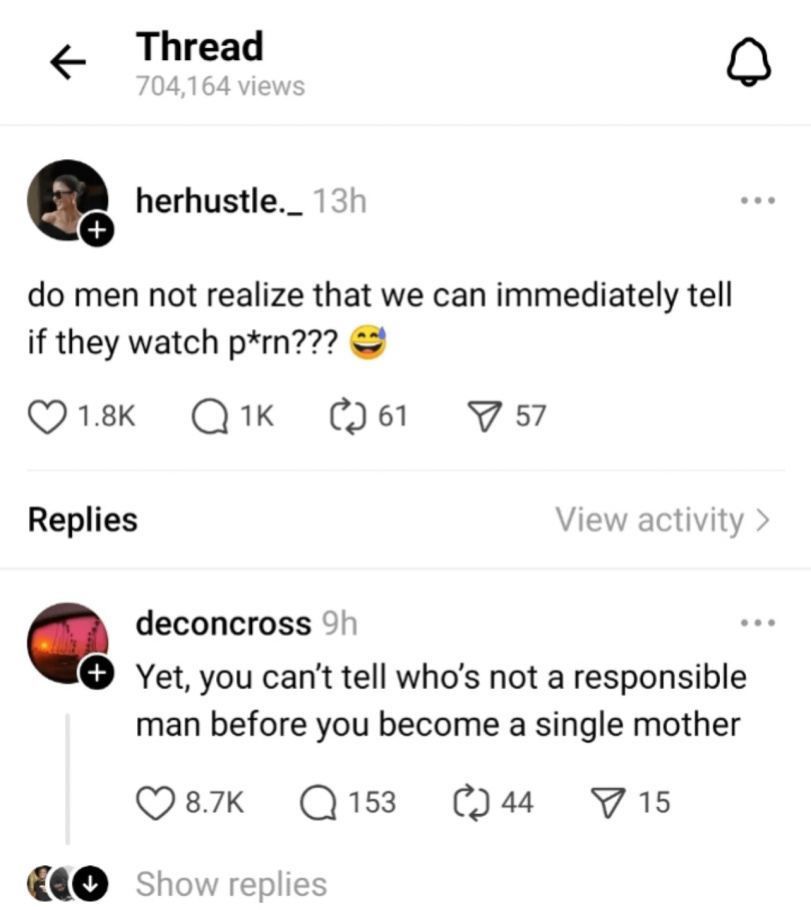 Thread
704,164 views
herhustle._ 13h
do men not realize that we can immediately tell
if they watch p*rn??? 😅
1.8K 1K 61 57
Replies View activity >
deconcross 9h
Yet, you can't tell who's not a responsible
man before you become a single mother
8.7K 153 44 15
Show replies